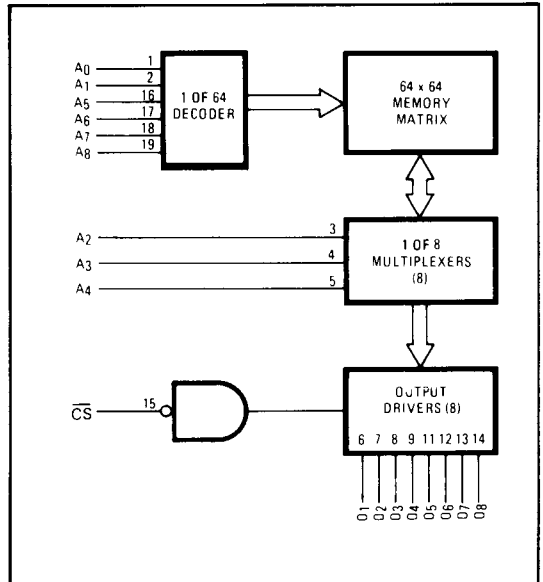 A0 1
A1 2
A5 16
A6 17
A7 18
A8 19
1 OF 64
DECODER
64 x 64
MEMORY
MATRIX
A2 3
A3 4
A4 5
1 OF 8
MULTIPLEXERS
(8)
CS 15
OUTPUT
DRIVERS (8)
6 7 8 9 11 12 13 14
O1 O2 O3 O4 O5 O6 O7 O8